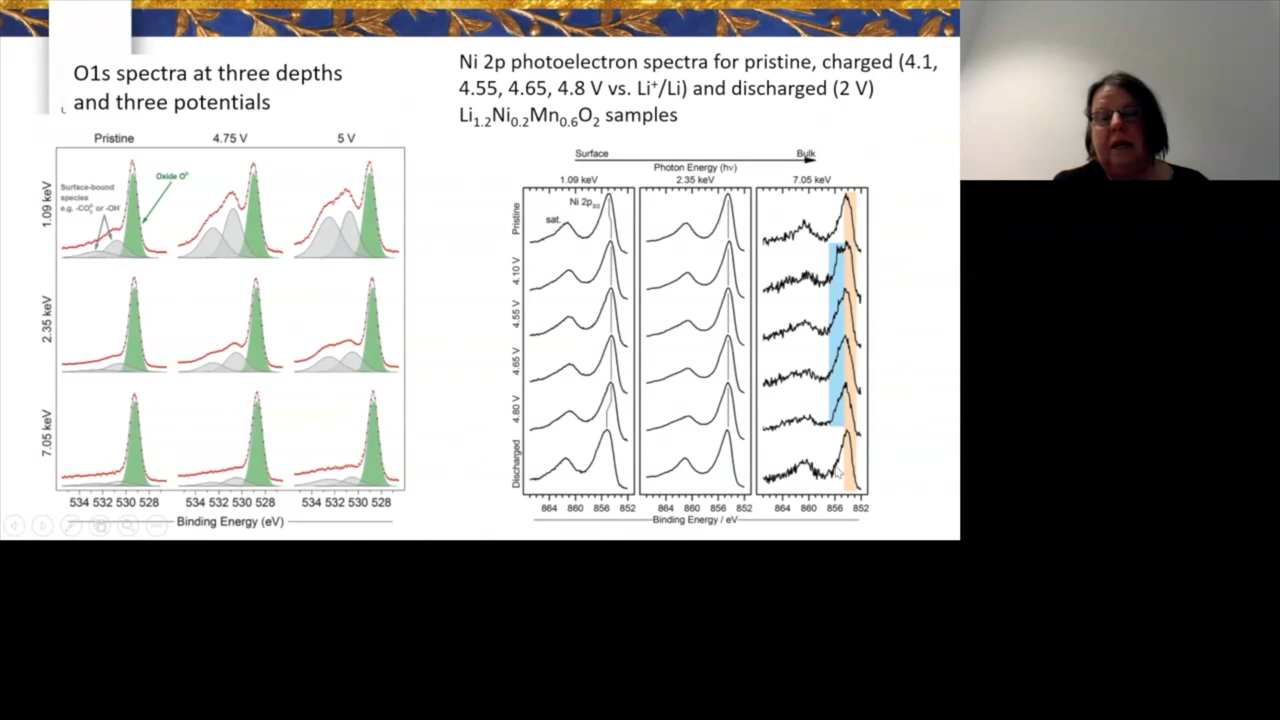 O1s spectra at three depths
and three potentials
Ni 2p photoelectron spectra for pristine, charged (4.1,
4.55, 4.65, 4.8 V vs. Li⁺/Li) and discharged (2 V)
Li₁.₂Ni₀.₂Mn₀.₆O₂ samples
Pristine 4.75 V 5 V
1.09 keV
Surface-bound
species
e.g. -CO₃²⁻ or -OH⁻
Oxide O²⁻
2.35 keV
7.05 keV
534 532 530 528 534 532 530 528 534 532 530 528
Binding Energy (eV)
Surface Bulk
Photon Energy (hν)
1.09 keV 2.35 keV 7.05 keV
Ni 2p₃/₂
sat.
Pristine
4.10 V
4.55 V
4.65 V
4.80 V
Discharged
864 860 856 852 864 860 856 852 864 860 856 852
Binding Energy / eV